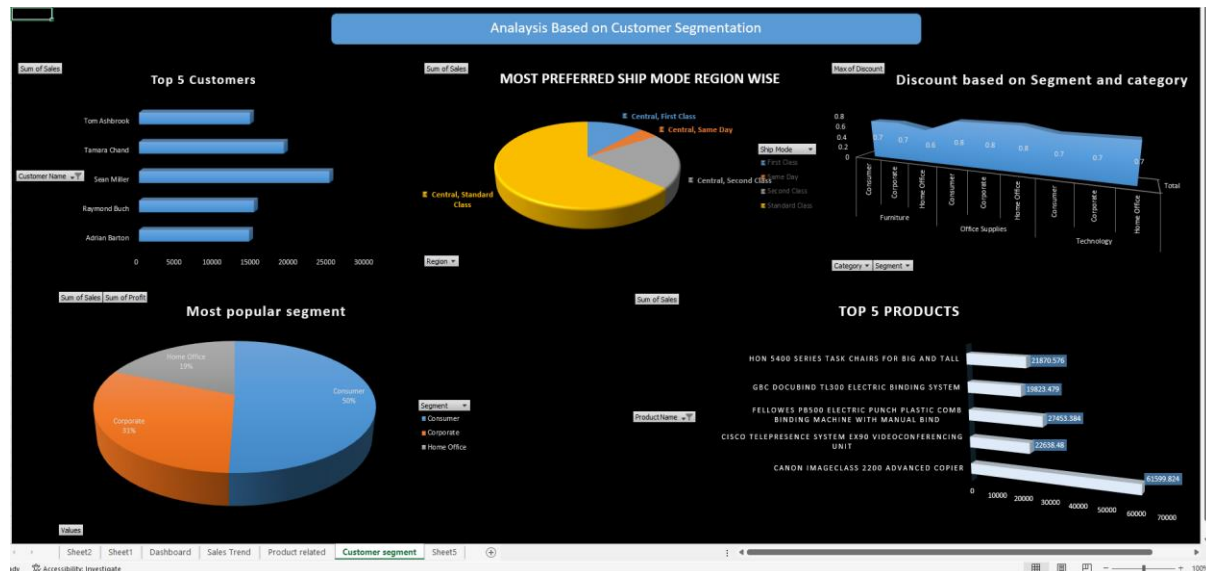 Analaysis Based on Customer Segmentation
Sum of Sales
Top 5 Customers
Tom Ashbrook
Tamara Chand
Customer Name
Sean Miller
Raymond Buch
Adrian Barton
0 5000 10000 15000 20000 25000 30000
Sum of Sales
MOST PREFERRED SHIP MODE REGION WISE
Central, First Class
Central, Same Day
Central, Second Class
Central, Standard
Class
Ship Mode
First Class
Same Day
Second Class
Standard Class
Region
Max of Discount
Discount based on Segment and category
0.8
0.6
0.4
0.2
0
0.7 0.7 0.6 0.8 0.8 0.8 0.7 0.7 0.7
Total
Consumer Corporate Home Office Consumer Corporate Home Office Consumer Corporate Home Office
Furniture Office Supplies Technology
Category Segment
Sum of Sales Sum of Profit
Most popular segment
Home Office
19%
Consumer
50%
Corporate
31%
Segment
Consumer
Corporate
Home Office
Values
Sum of Sales
TOP 5 PRODUCTS
HON 5400 SERIES TASK CHAIRS FOR BIG AND TALL
21870.576
GBC DOCUBIND TL300 ELECTRIC BINDING SYSTEM
19823.479
ProductName
FELLOWES PB500 ELECTRIC PUNCH PLASTIC COMB
BINDING MACHINE WITH MANUAL BIND
27453.384
CISCO TELEPRESENCE SYSTEM EX90 VIDEOCONFERENCING
UNIT
22638.48
CANON IMAGECLASS 2200 ADVANCED COPIER
61599.824
0 10000 20000 30000 40000 50000 60000 70000
Sheet2 Sheet1 Dashboard Sales Trend Product related Customer segment Sheet5
Accessibility: Investigate